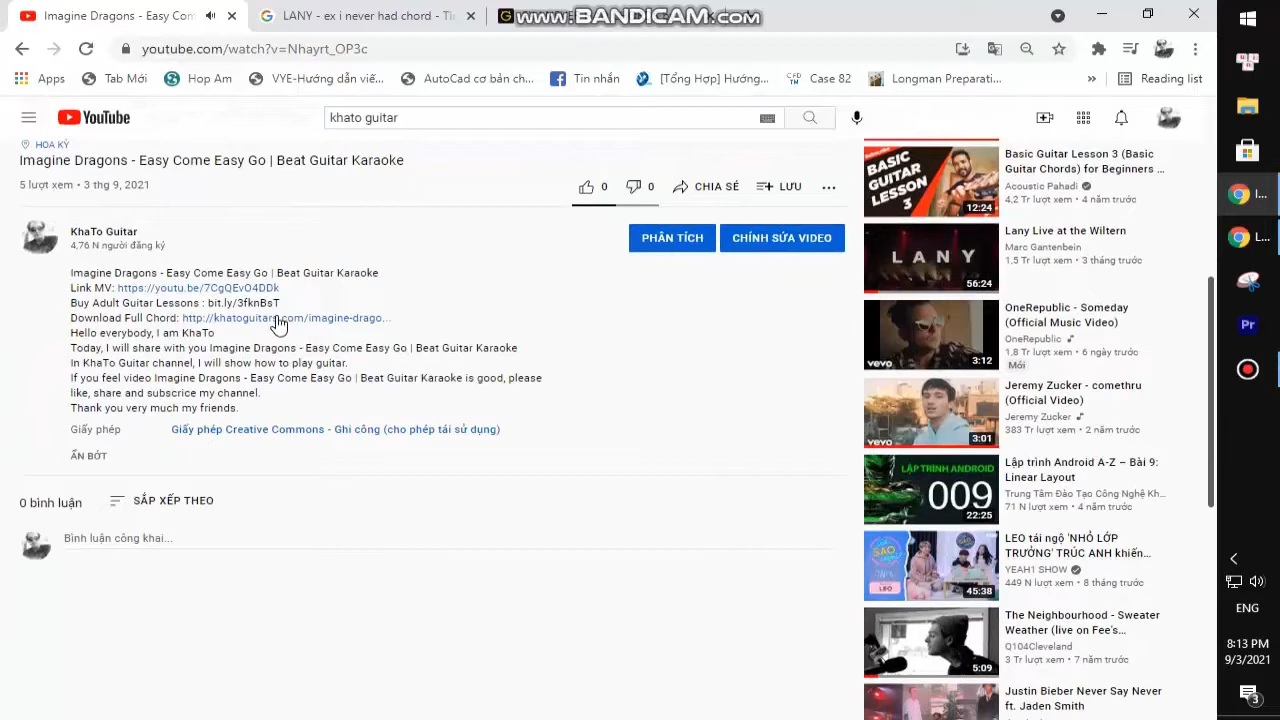 Imagine Dragons - Easy Com
LANY - ex I never had chord - Th
www.BANDICAM.com
youtube.com/watch?v=Nhayrt_OP3c
Apps
Tab Mới
Hop Am
VYE-Hướng dẫn viế...
AutoCad cơ bản ch...
Tin nhắn
[Tổng Hợp] Hướng...
Case 82
Longman Preparati...
»
Reading list
YouTube
khato guitar
HOA KỲ
Imagine Dragons - Easy Come Easy Go | Beat Guitar Karaoke
5 lượt xem • 3 thg 9, 2021
0
0
CHIA SẺ
LƯU
KhaTo Guitar
4,76 N người đăng ký
PHÂN TÍCH
CHỈNH SỬA VIDEO
Imagine Dragons - Easy Come Easy Go | Beat Guitar Karaoke
Link MV: https://youtu.be/7CgQEvO4DDk
Buy Adult Guitar Lessons : bit.ly/3fknBsT
Download Full Chord: http://khatoguitar.com/imagine-drago...
Hello everybody, I am KhaTo
Today, I will share with you Imagine Dragons - Easy Come Easy Go | Beat Guitar Karaoke
In KhaTo Guitar channel, I will show how to play guitar.
If you feel video Imagine Dragons - Easy Come Easy Go | Beat Guitar Karaoke is good, please
like, share and subscrice my channel.
Thank you very much my friends.
Giấy phép
Giấy phép Creative Commons - Ghi công (cho phép tái sử dụng)
ẨN BỚT
0 bình luận
SẮP XẾP THEO
Bình luận công khai...
BASIC
GUITAR
LESSON
3
12:24
Basic Guitar Lesson 3 (Basic
Guitar Chords) for Beginners ...
Acoustic Pahadi
4,2 Tr lượt xem • 4 năm trước
LANY
56:24
Lany Live at the Wiltern
Marc Gantenbein
1,5 Tr lượt xem • 3 tháng trước
vevo
3:12
OneRepublic - Someday
(Official Music Video)
OneRepublic
1,8 Tr lượt xem • 6 ngày trước
Mới
vevo
3:01
Jeremy Zucker - comethru
(Official Video)
Jeremy Zucker
383 Tr lượt xem • 2 năm trước
LẬP TRÌNH ANDROID
009
22:25
Lập trình Android A-Z – Bài 9:
Linear Layout
Trung Tâm Đào Tạo Công Nghệ Kh...
71 N lượt xem • 4 năm trước
SAO
LEO
45:38
LEO tái ngộ 'NHỎ LỚP
TRƯỞNG' TRÚC ANH khiến...
YEAH1 SHOW
449 N lượt xem • 8 tháng trước
5:09
The Neighbourhood - Sweater
Weather (live on Fee's...
Q104Cleveland
3 Tr lượt xem • 7 năm trước
Justin Bieber Never Say Never
ft. Jaden Smith
I...
L...
Pr
ENG
8:13 PM
9/3/2021
3